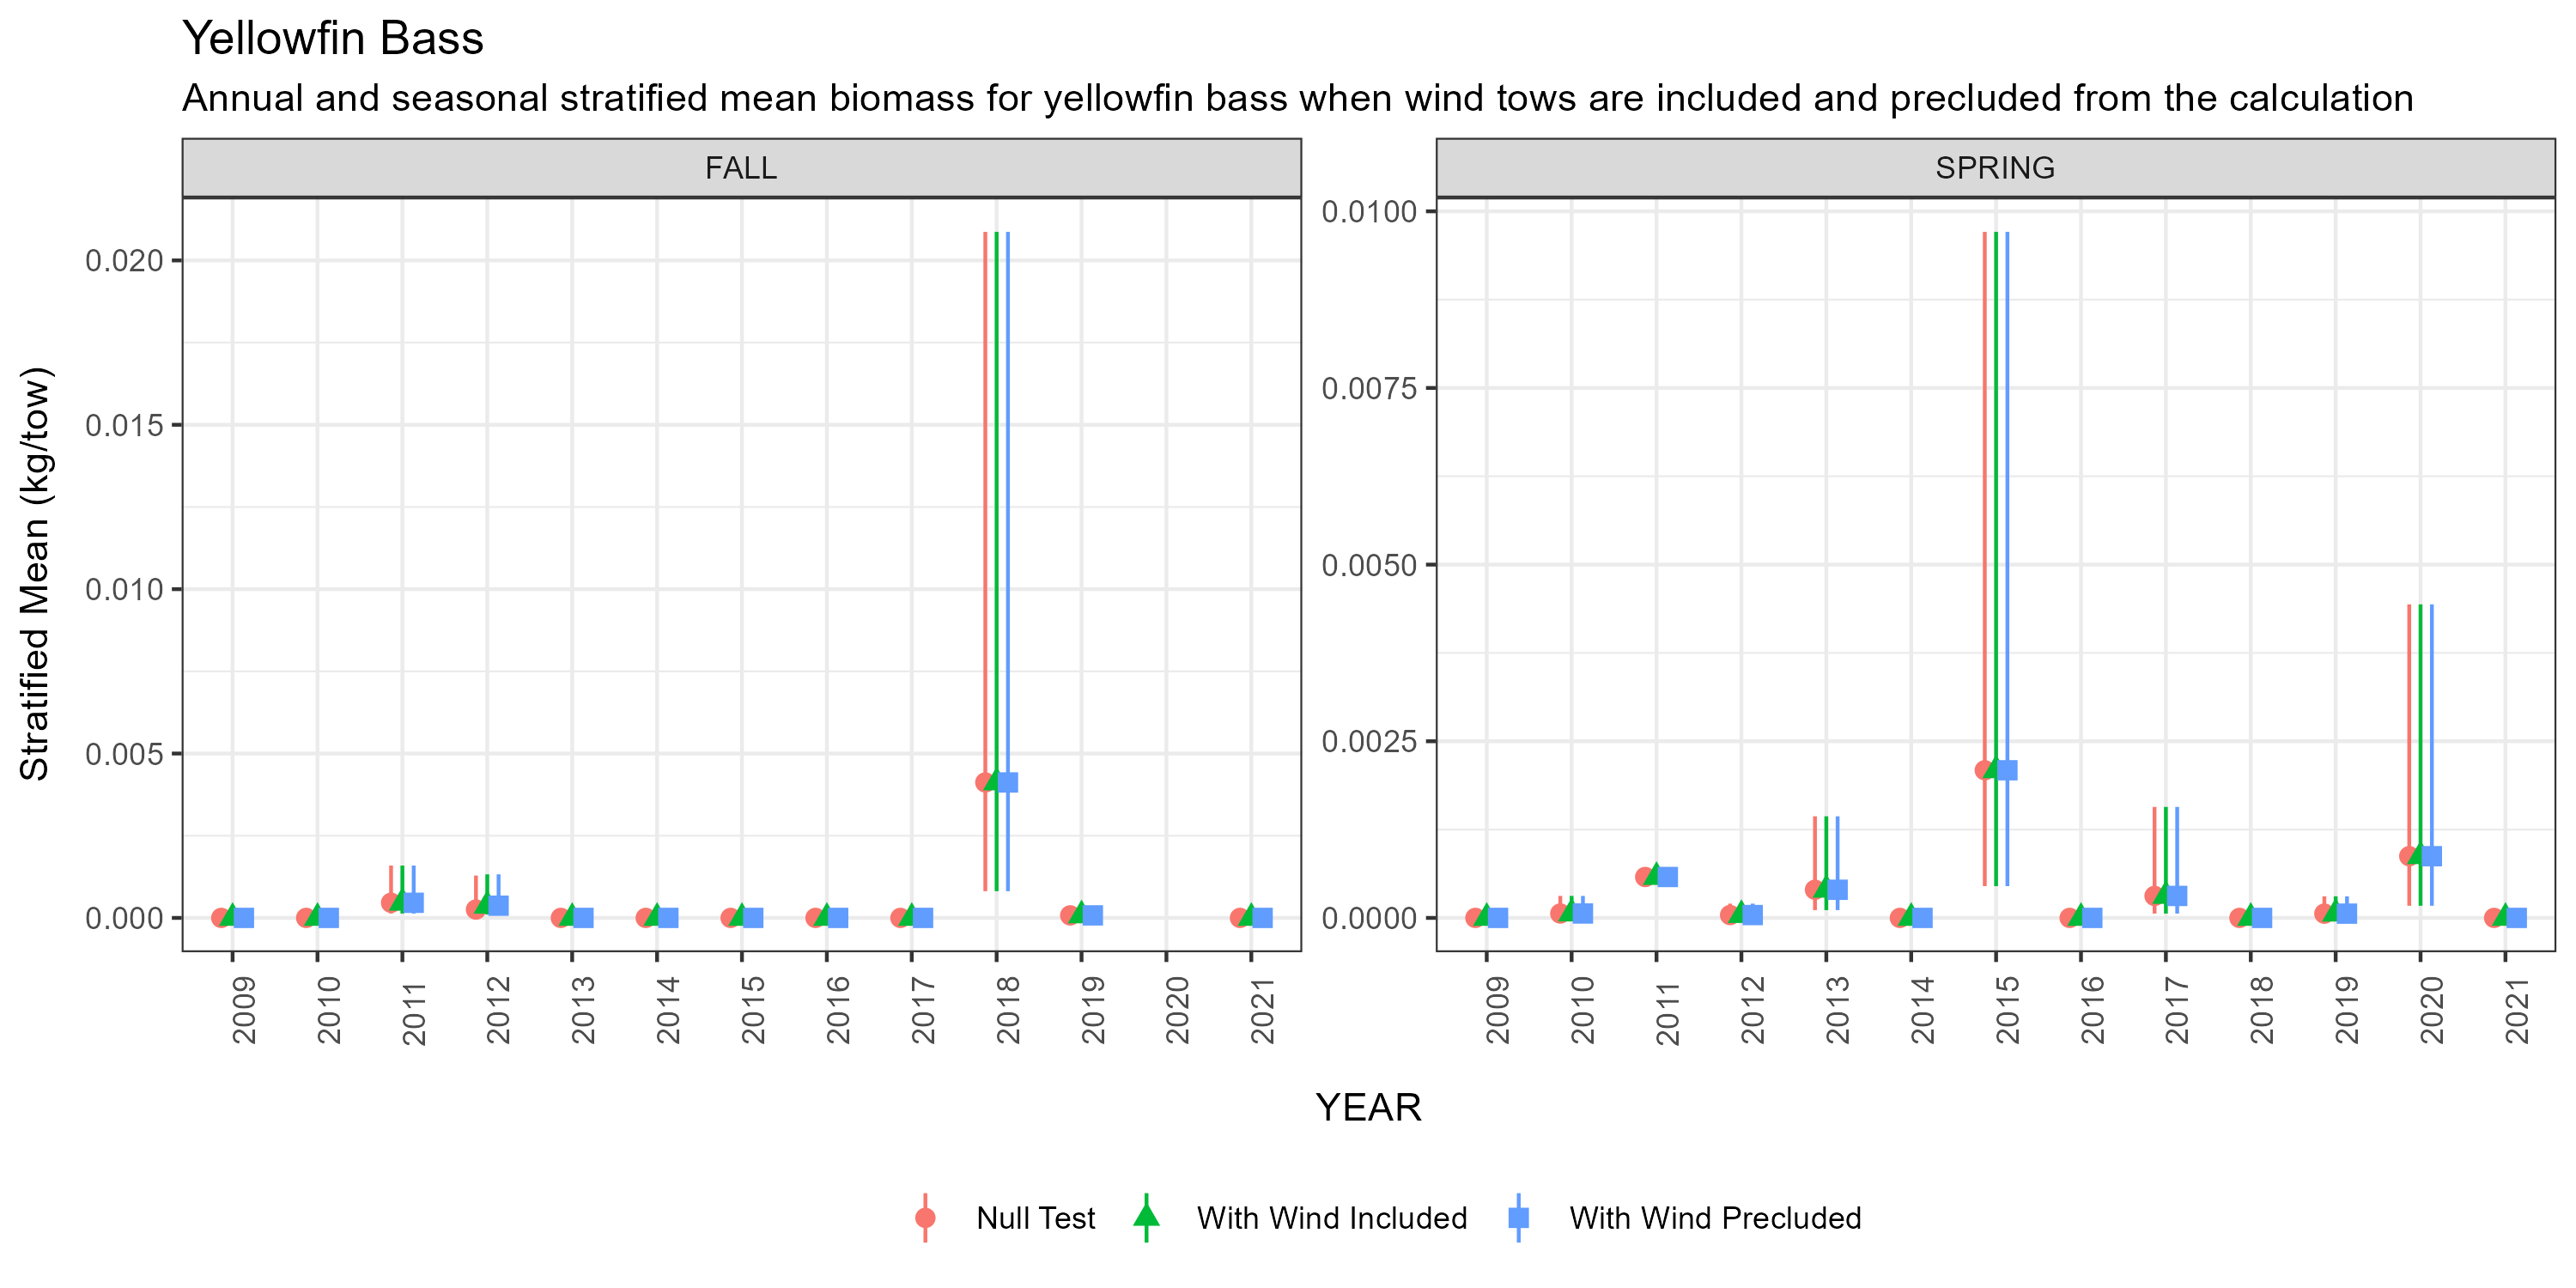 Yellowfin Bass
Annual and seasonal stratified mean biomass for yellowfin bass when wind tows are included and precluded from the calculation
FALL
SPRING
Stratified Mean (kg/tow)
0.020
0.015
0.010
0.005
0.000
0.0100
0.0075
0.0050
0.0025
0.0000
2009 2010 2011 2012 2013 2014 2015 2016 2017 2018 2019 2020 2021
2009 2010 2011 2012 2013 2014 2015 2016 2017 2018 2019 2020 2021
YEAR
Null Test With Wind Included With Wind Precluded